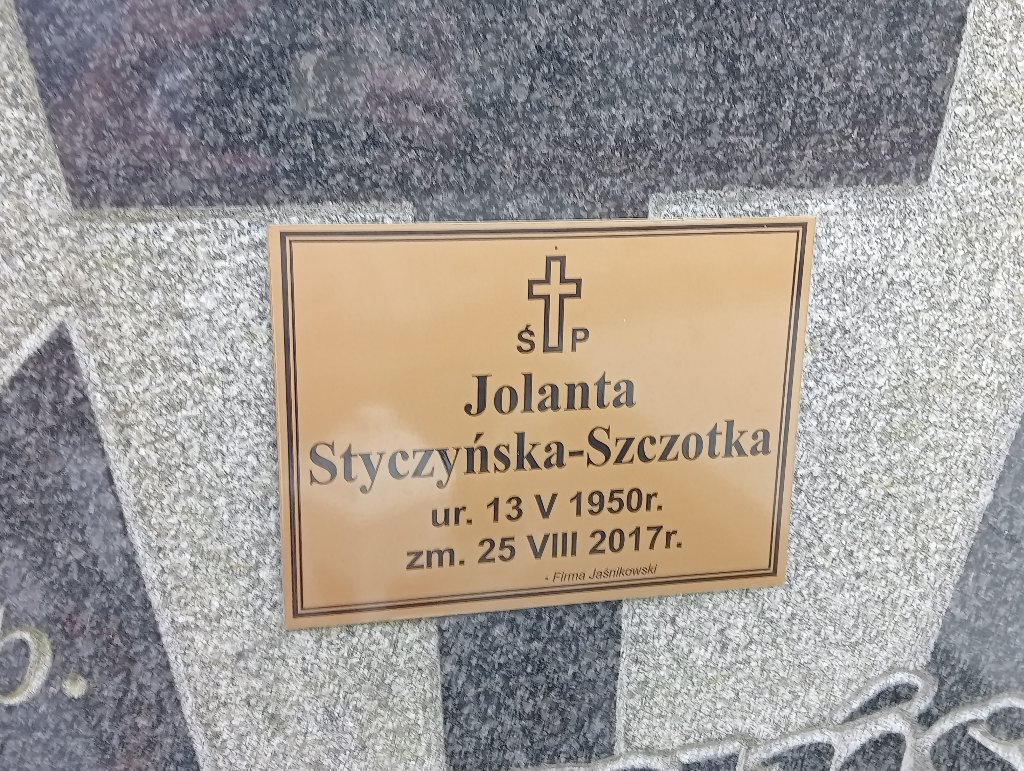 Ś P
Jolanta
Styczyńska-Szczotka
ur. 13 V 1950r.
zm. 25 VIII 2017r.
- Firma Jaśnikowski